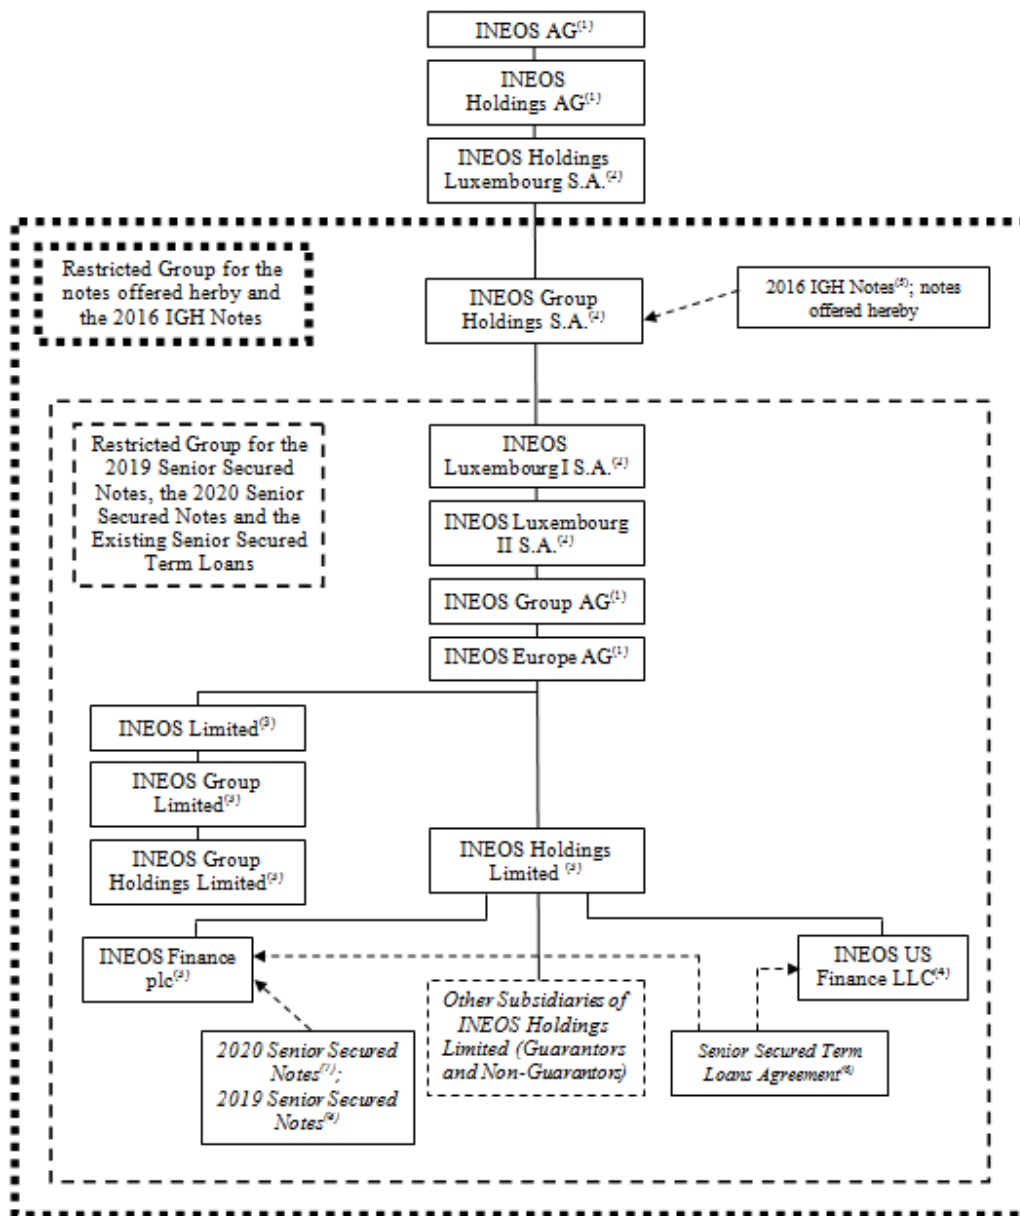 INEOS AG(1)
INEOS
Holdings AG(1)
INEOS Holdings
Luxembourg S.A.(2)
Restricted Group for the
notes offered herby and
the 2016 IGH Notes
INEOS Group
Holdings S.A.(2)
2016 IGH Notes(5); notes
offered hereby
Restricted Group for the
2019 Senior Secured
Notes, the 2020 Senior
Secured Notes and the
Existing Senior Secured
Term Loans
INEOS
Luxembourg I S.A.(2)
INEOS Luxembourg
II S.A.(2)
INEOS Group AG(1)
INEOS Europe AG(1)
INEOS Limited(3)
INEOS Group
Limited(3)
INEOS Group
Holdings Limited(3)
INEOS Holdings
Limited (3)
INEOS Finance
plc(3)
INEOS US
Finance LLC(4)
Other Subsidiaries of
INEOS Holdings
Limited (Guarantors
and Non-Guarantors)
2020 Senior Secured
Notes(7);
2019 Senior Secured
Notes(8)
Senior Secured Term
Loans Agreement(6)